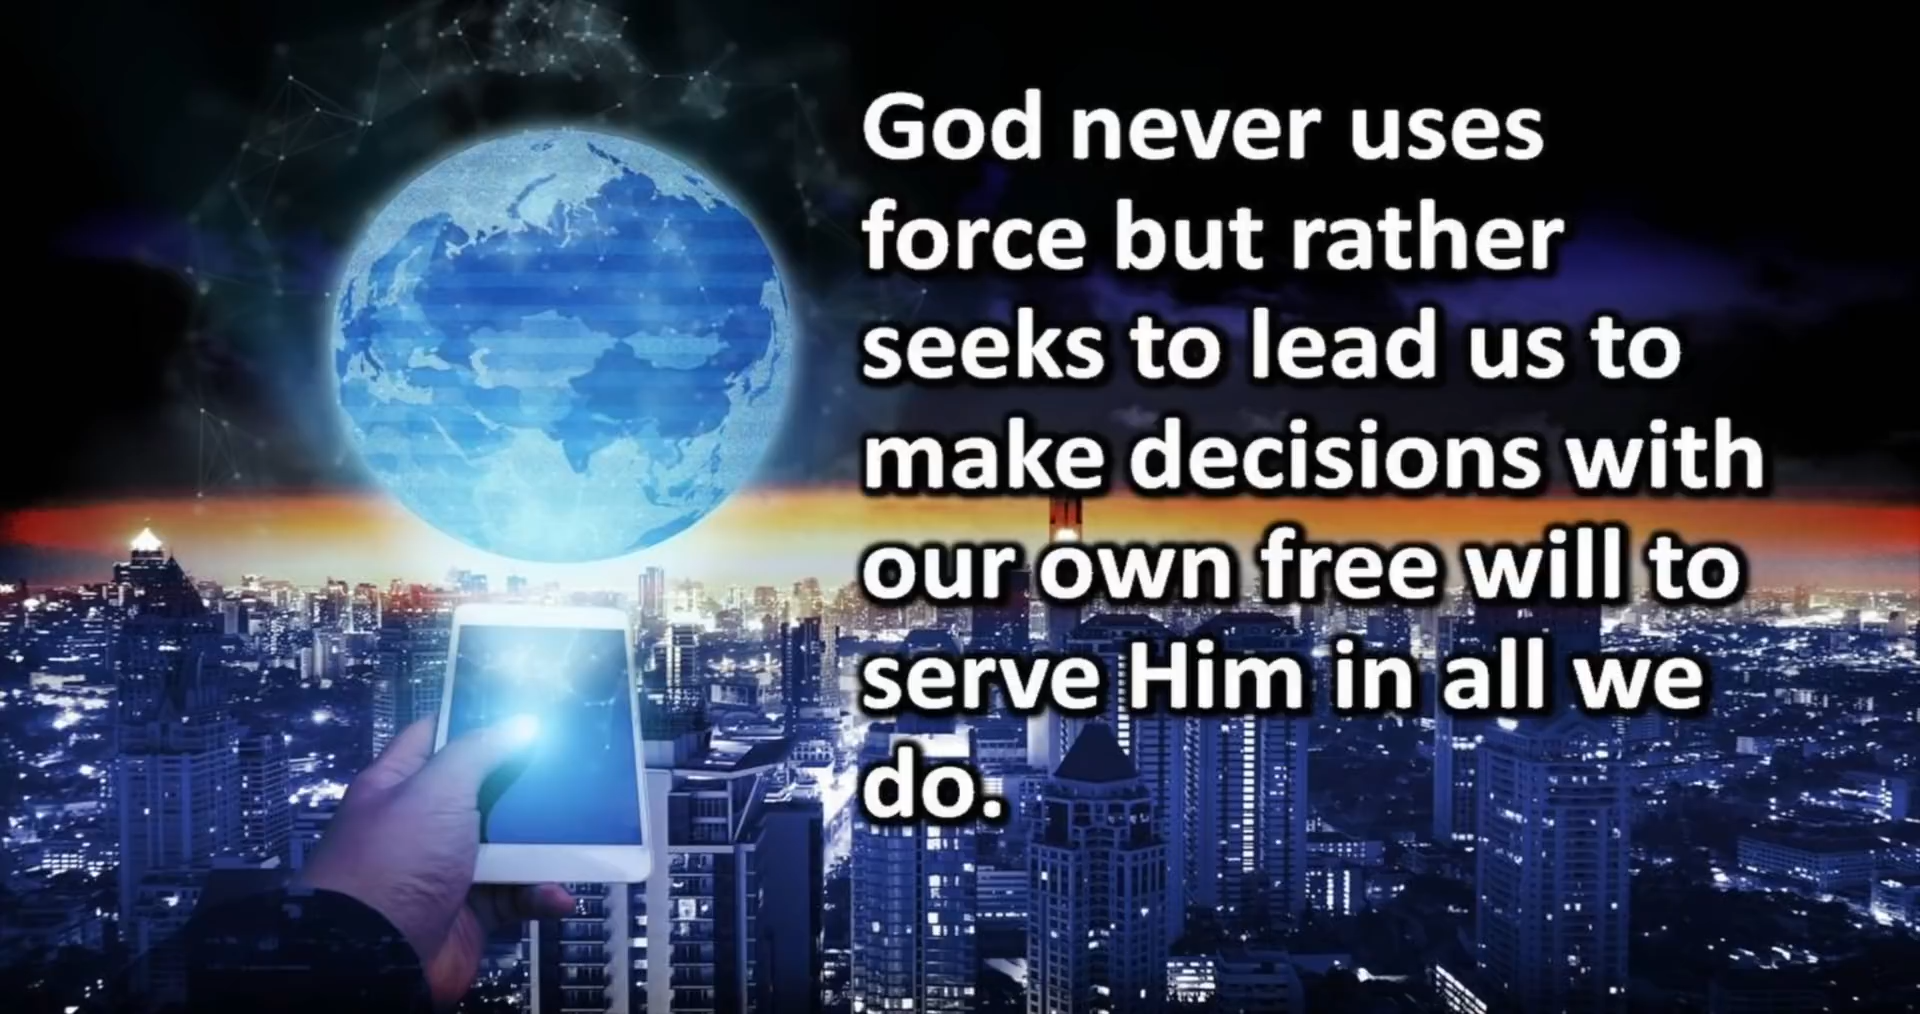 God never uses
force but rather
seeks to lead us to
make decisions with
our own free will to
serve Him in all we
do.